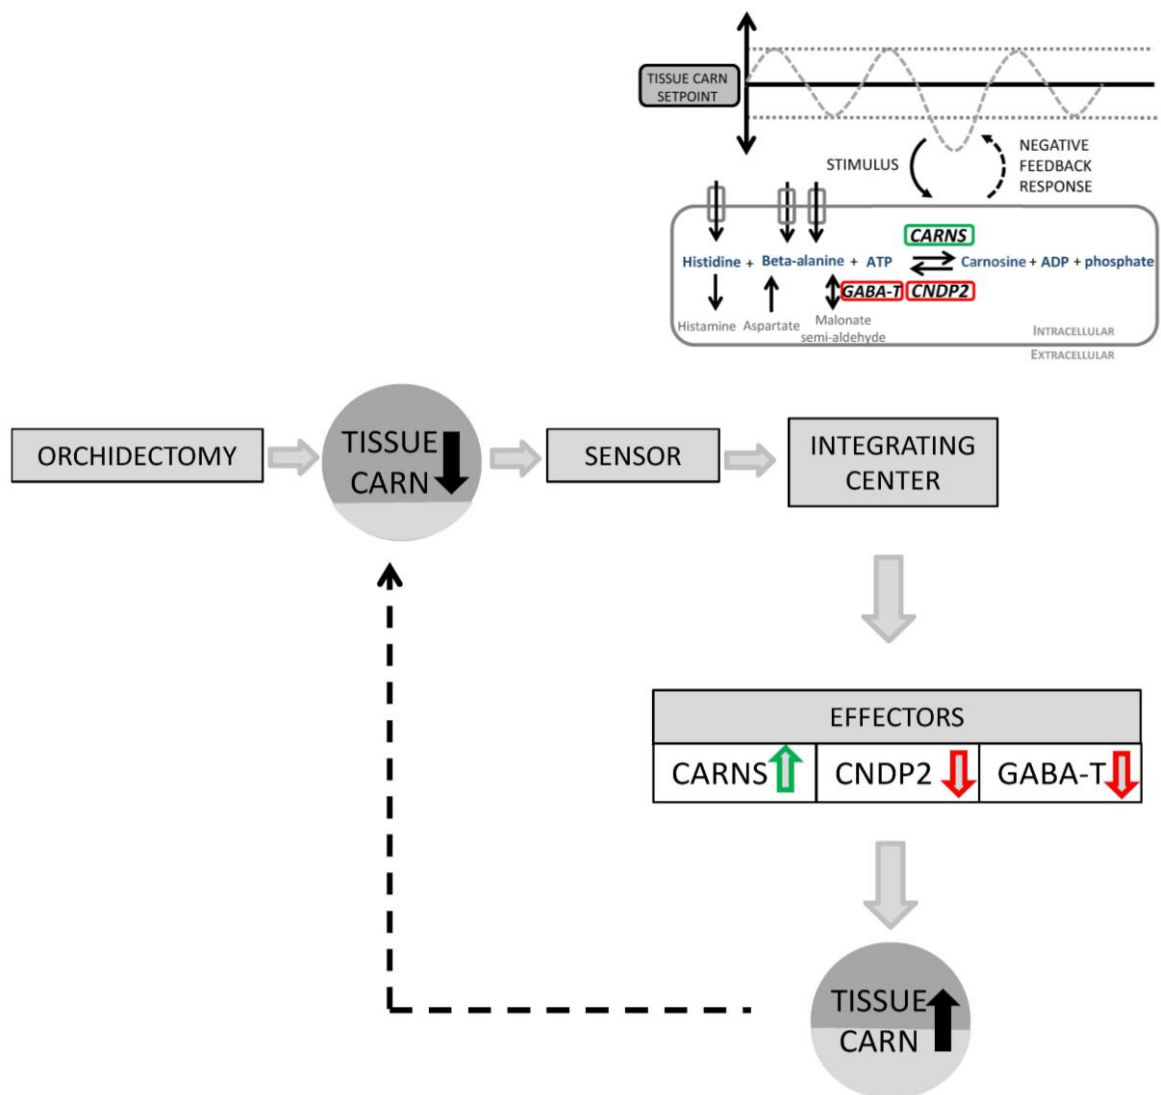 TISSUE CARN
SETPOINT
STIMULUS
NEGATIVE
FEEDBACK
RESPONSE
CARNS
Histidine + Beta-alanine + ATP Carnosine + ADP + phosphate
GABA-T CNDP2
Histamine Aspartate Malonate
semi-aldehyde
INTRACELLULAR
EXTRACELLULAR
ORCHIDECTOMY
TISSUE
CARN
SENSOR
INTEGRATING
CENTER
EFFECTORS
CARNS CNDP2 GABA-T
TISSUE
CARN